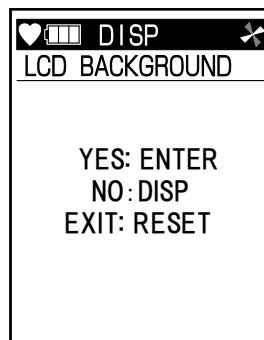 DISP
LCD BACKGROUND
YES: ENTER
NO: DISP
EXIT: RESET